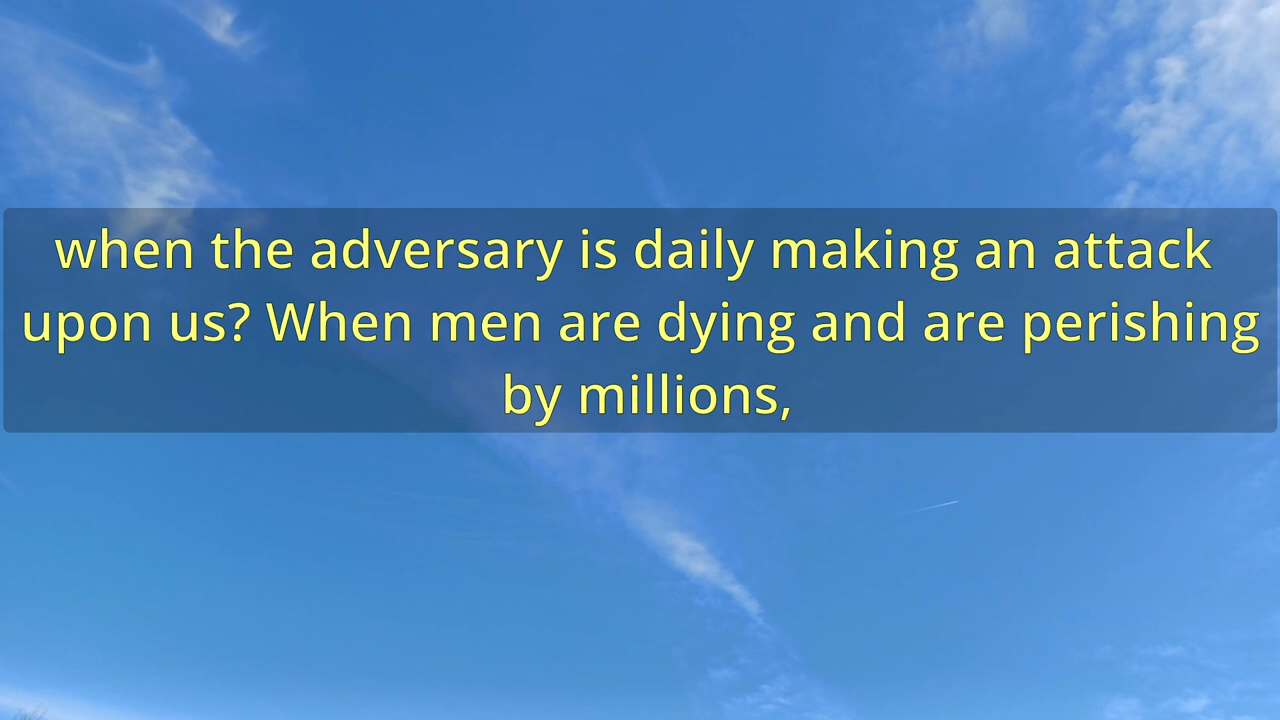 when the adversary is daily making an attack
upon us? When men are dying and are perishing
by millions,